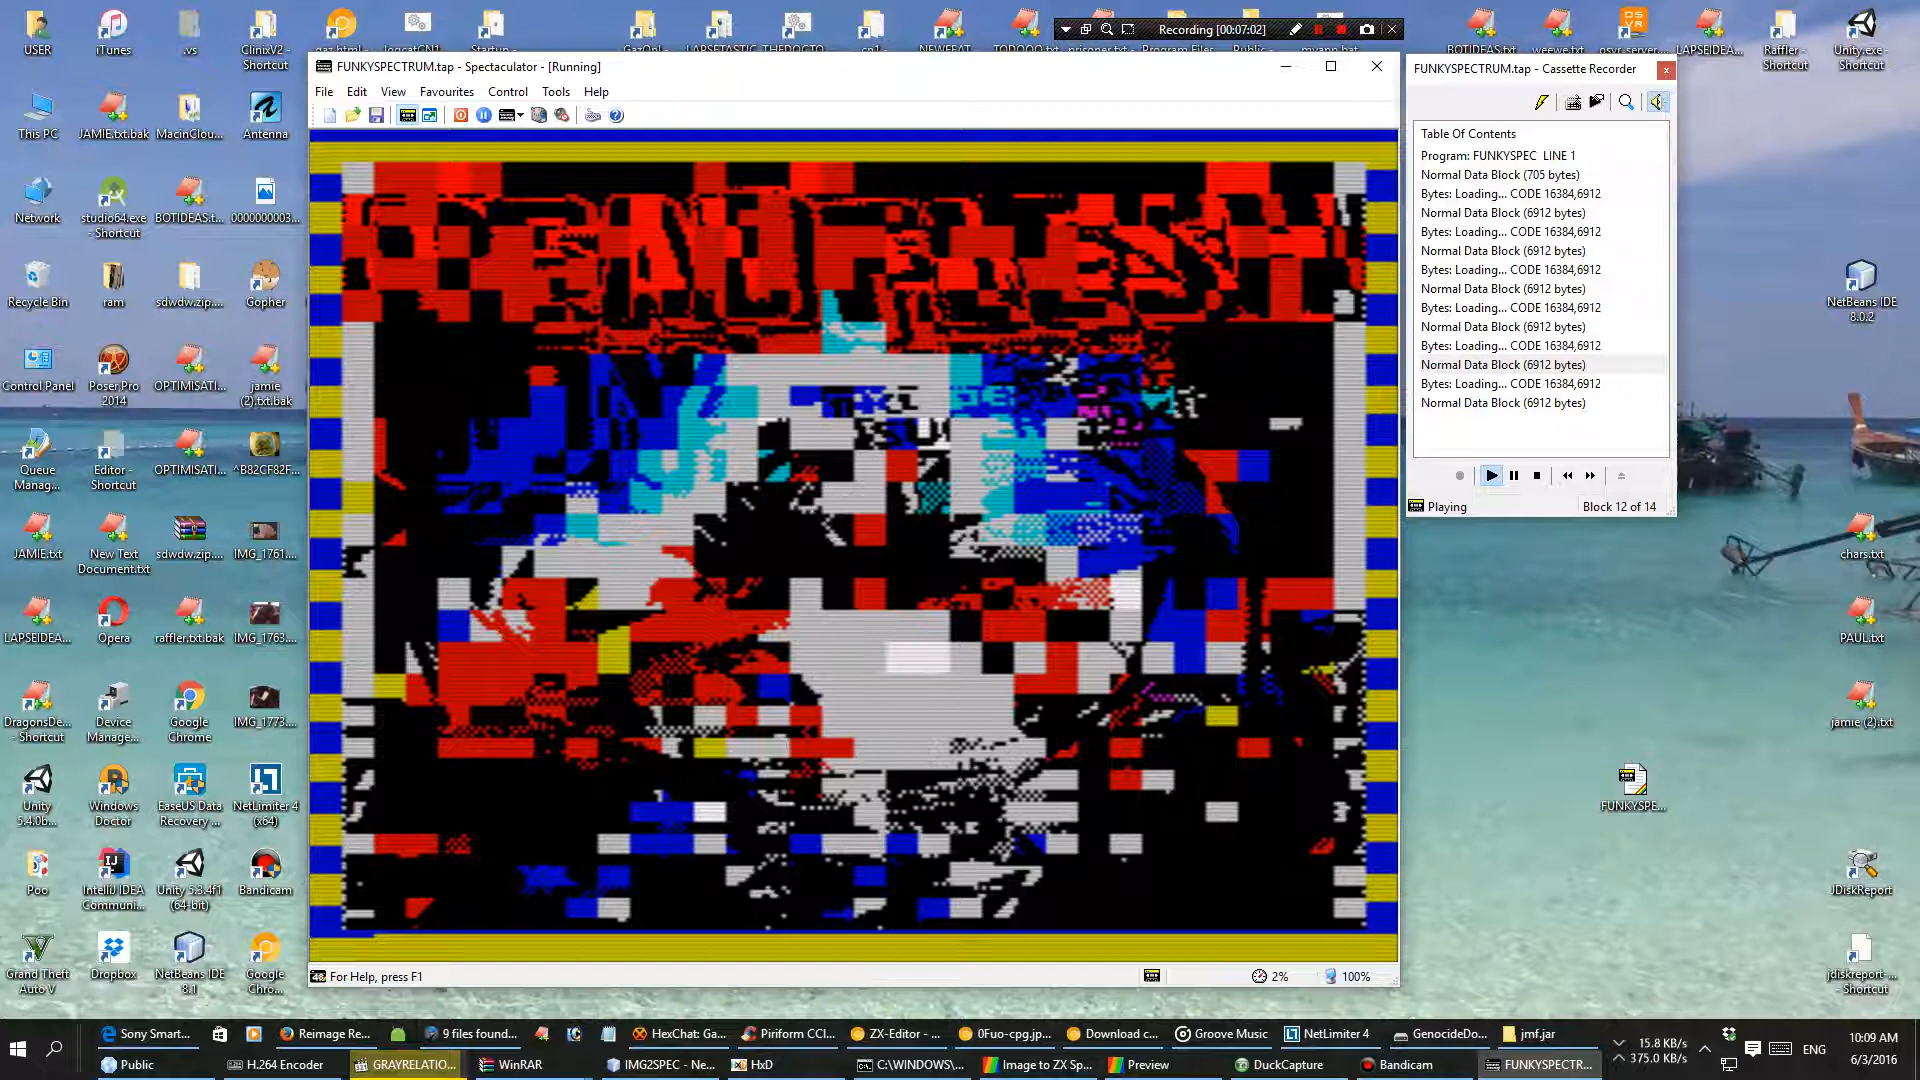 USER
iTunes
.vs
ClinixV2 - Shortcut
gaz.html
logcatCN1
Startup -
Recording [00:07:02]
BOTIDEAS.txt
weewe.txt
osvr_server....
LAPSEIDEA...
Raffler - Shortcut
Unity.exe - Shortcut
FUNKYSPECTRUM.tap - Spectaculator - [Running]
File Edit View Favourites Control Tools Help
FUNKYSPECTRUM.tap - Cassette Recorder
Table Of Contents
Program: FUNKYSPEC LINE 1
Normal Data Block (705 bytes)
Bytes: Loading... CODE 16384,6912
Normal Data Block (6912 bytes)
Bytes: Loading... CODE 16384,6912
Normal Data Block (6912 bytes)
Bytes: Loading... CODE 16384,6912
Normal Data Block (6912 bytes)
Bytes: Loading... CODE 16384,6912
Normal Data Block (6912 bytes)
Bytes: Loading... CODE 16384,6912
Normal Data Block (6912 bytes)
Bytes: Loading... CODE 16384,6912
Normal Data Block (6912 bytes)
Playing
Block 12 of 14
This PC
JAMIE.txt.bak
MacinClou...
Antenna
Network
studio64.exe - Shortcut
BOTIDEAS.t...
0000000003...
Recycle Bin
ram
sdwdw.zip....
Gopher
NetBeans IDE 8.0.2
Control Panel
Poser Pro 2014
OPTIMISATI...
jamie (2).txt.bak
Queue Manag...
Editor - Shortcut
OPTIMISATI...
^B82CF82F...
JAMIE.txt
New Text Document.txt
sdwdw.zip....
IMG_1761....
chars.txt
LAPSEIDEA...
Opera
raffler.txt.bak
IMG_1763....
PAUL.txt
DragonsDe... - Shortcut
Device Manage...
Google Chrome
IMG_1773....
jamie (2).txt
Unity 5.4.0b...
Windows Doctor
EaseUS Data Recovery ...
NetLimiter 4 (x64)
FUNKYSPE...
Poo
IntelliJ IDEA Communi...
Unity 5.3.4f1 (64-bit)
Bandicam
JDiskReport
Grand Theft Auto V
Dropbox
NetBeans IDE 8.1
Google Chro...
jdiskreport-... - Shortcut
For Help, press F1
2%
100%
Sony Smart...
Reimage Re...
9 files found...
HexChat: Ga...
Piriform CCl...
ZX-Editor - ...
0Fuo-cpg.jp...
Download c...
Groove Music
NetLimiter 4
GenocideDo...
jmf.jar
15.8 KB/s
375.0 KB/s
ENG
10:09 AM
6/3/2016
Public
H.264 Encoder
GRAYRELATIO...
WinRAR
IMG2SPEC - Ne...
HxD
C:\WINDOWS\...
Image to ZX Sp...
Preview
DuckCapture
Bandicam
FUNKYSPECTR...